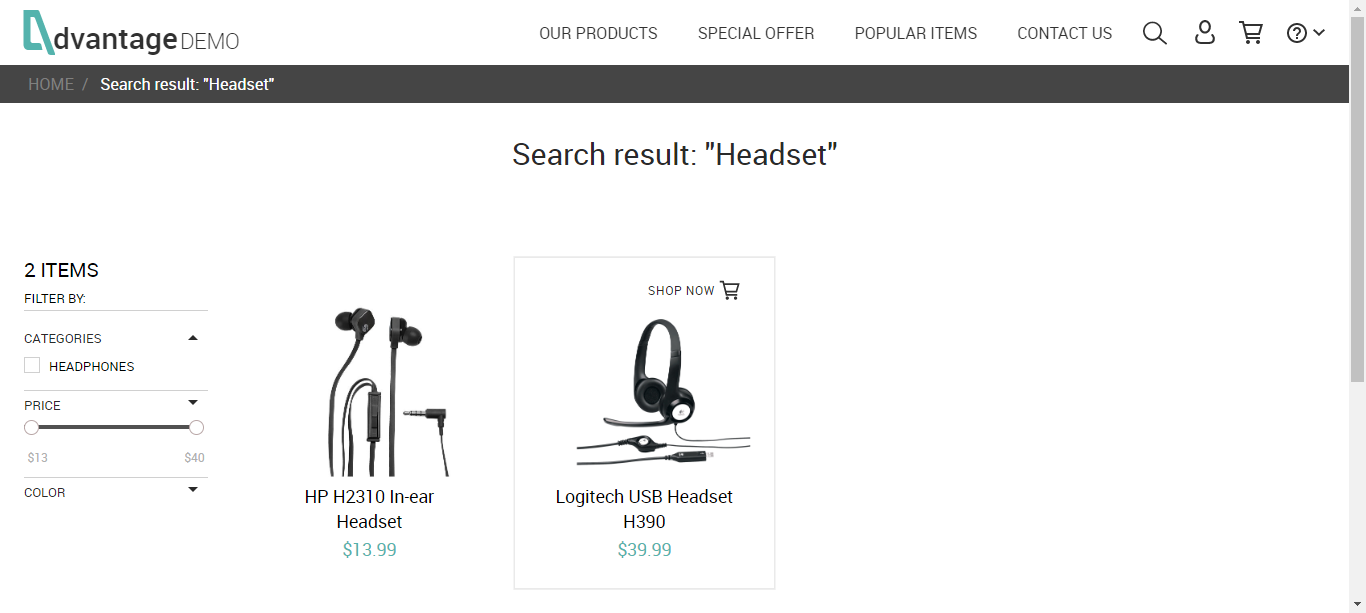 dvantage DEMO
OUR PRODUCTS
SPECIAL OFFER
POPULAR ITEMS
CONTACT US
HOME / Search result: "Headset"
Search result: "Headset"
2 ITEMS
FILTER BY:
CATEGORIES
HEADPHONES
PRICE
$13 $40
COLOR
HP H2310 In-ear
Headset
$13.99
SHOP NOW
Logitech USB Headset
H390
$39.99